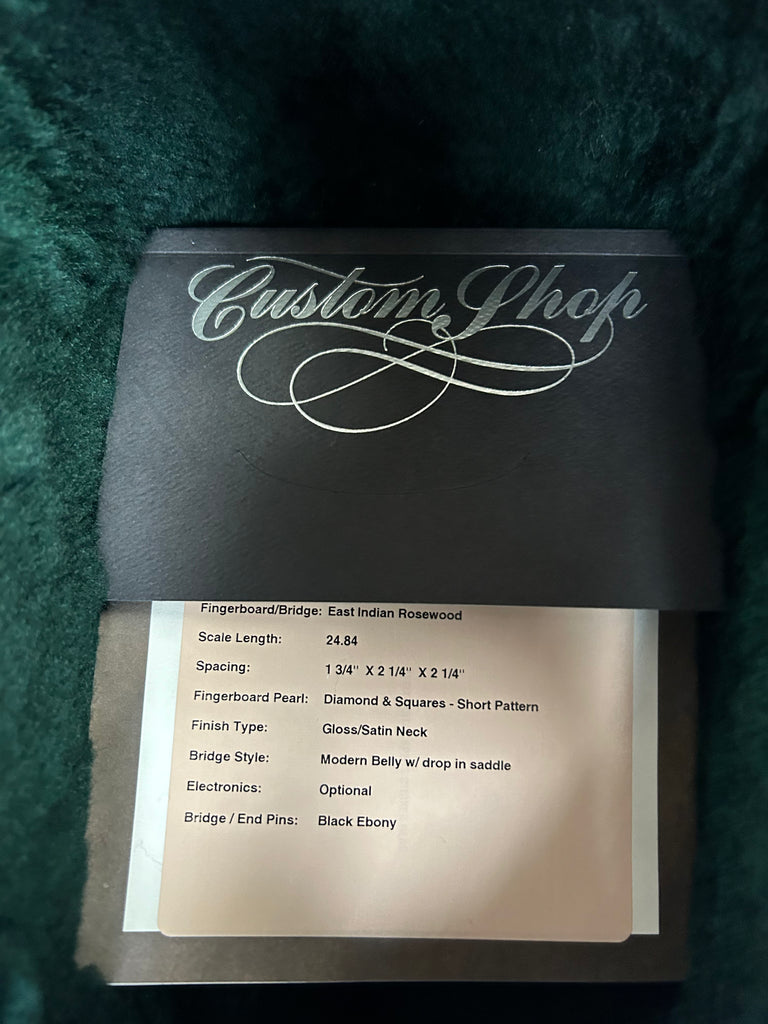 Custom Shop
Fingerboard/Bridge: East Indian Rosewood
Scale Length: 24.84
Spacing: 1 3/4" X 2 1/4" X 2 1/4"
Fingerboard Pearl: Diamond & Squares - Short Pattern
Finish Type: Gloss/Satin Neck
Bridge Style: Modern Belly w/ drop in saddle
Electronics: Optional
Bridge / End Pins: Black Ebony